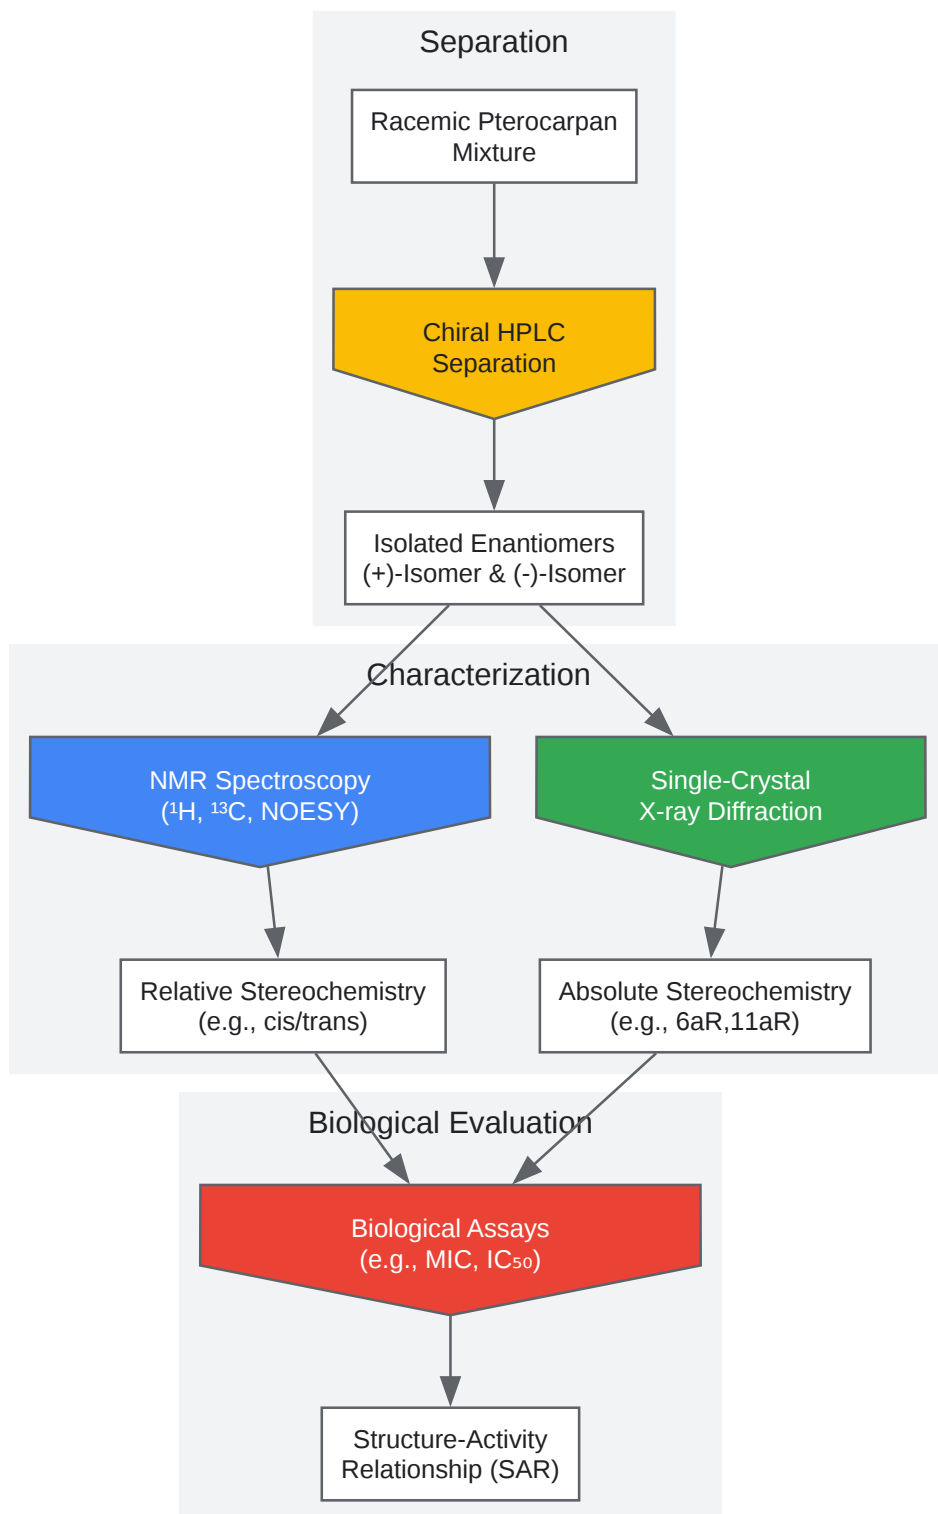 Separation
Racemic Pterocarpan
Mixture
Chiral HPLC
Separation
Isolated Enantiomers
(+)-Isomer & (-)-Isomer
Characterization
NMR Spectroscopy
(¹H, ¹³C, NOESY)
Single-Crystal
X-ray Diffraction
Relative Stereochemistry
(e.g., cis/trans)
Absolute Stereochemistry
(e.g., 6aR,11aR)
Biological Evaluation
Biological Assays
(e.g., MIC, IC₅₀)
Structure-Activity
Relationship (SAR)